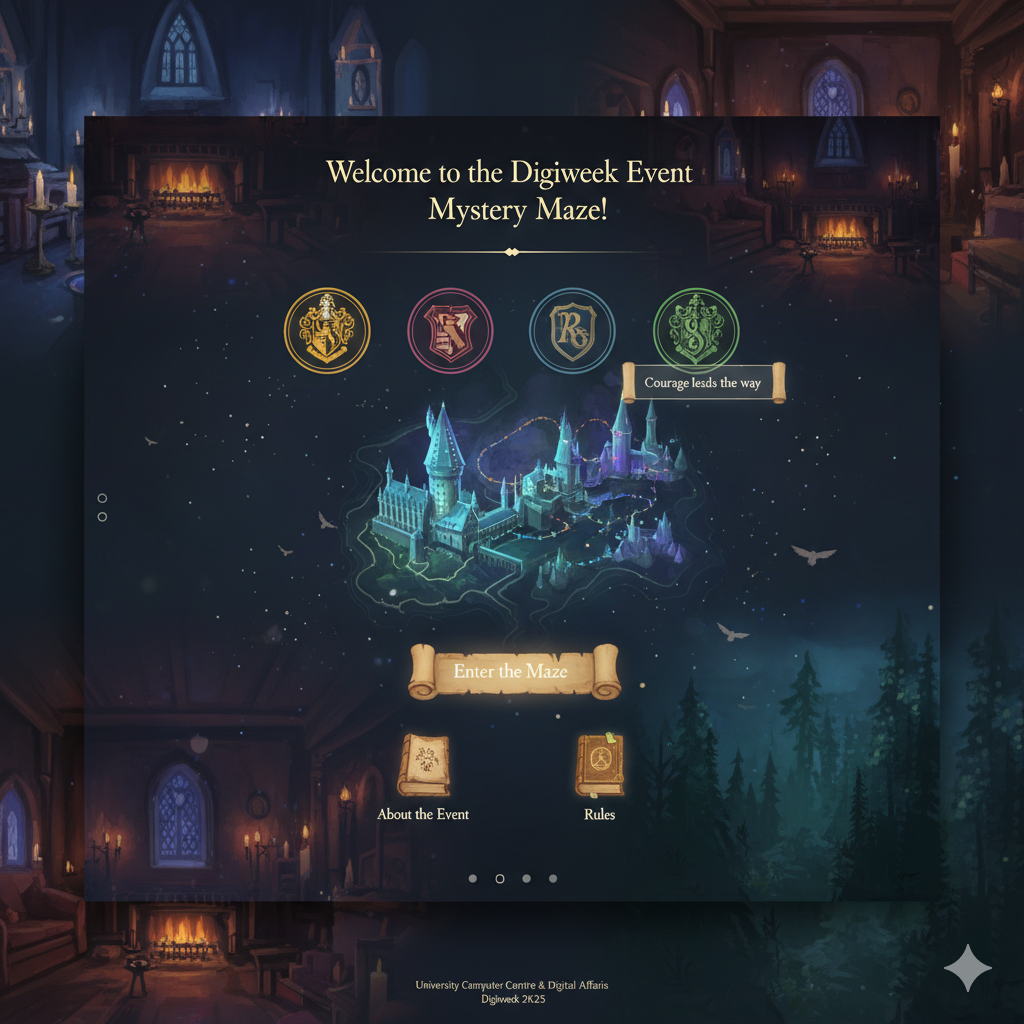 Welcome to the Digiweek Event
Mystery Maze!
Courage lesds the way
Enter the Maze
About the Event
Rules
University Camyuter Centre & Digital Affaris
Digiweck 2K25